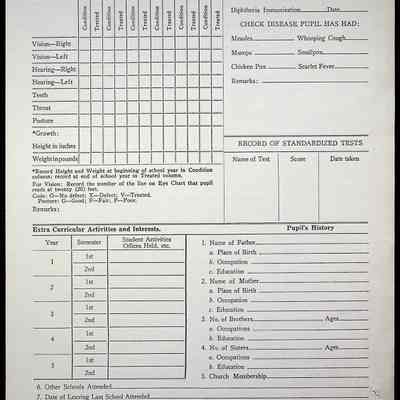 Condition Treated Condition Treated Condition Treated Condition Treated Condition Treated
Vision—Right
Vision—Left
Hearing—Right
Hearing—Left
Teeth
Throat
Posture
*Growth:
Height in inches
Weight in pounds
*Record Height and Weight at beginning of school year in Condition
column; record at end of school year in Treated column.
For Vision: Record the number of the line on Eye Chart that pupil
reads at twenty (20) feet.
Code: O—No defect; X—Defect; V—Treated.
Posture: G—Good; F—Fair; P—Poor.
Remarks:
Diphtheria Immunization Date
CHECK DISEASE PUPIL HAS HAD:
Measles Whooping Cough
Mumps Smallpox
Chicken Pox Scarlet Fever
Remarks:
RECORD OF STANDARDIZED TESTS
Name of Test Score Date taken
Extra Curricular Activities and Interests.
Year Semester Student Activities
Offices Held, etc.
1 1st
2nd
2 1st
2nd
3 1st
2nd
4 1st
2nd
5 1st
2nd
Pupil's History
1. Name of Father
a. Place of Birth
b. Occupation
c. Education
2. Name of Mother
a. Place of Birth
b. Occupation
c. Education
3. No. of Brothers Ages
a. Occupations
b. Education
4. No. of Sisters Ages
a. Occupations
b. Education
5. Church Membership
6. Other Schools Attended
7. Date of Leaving Last School Attended